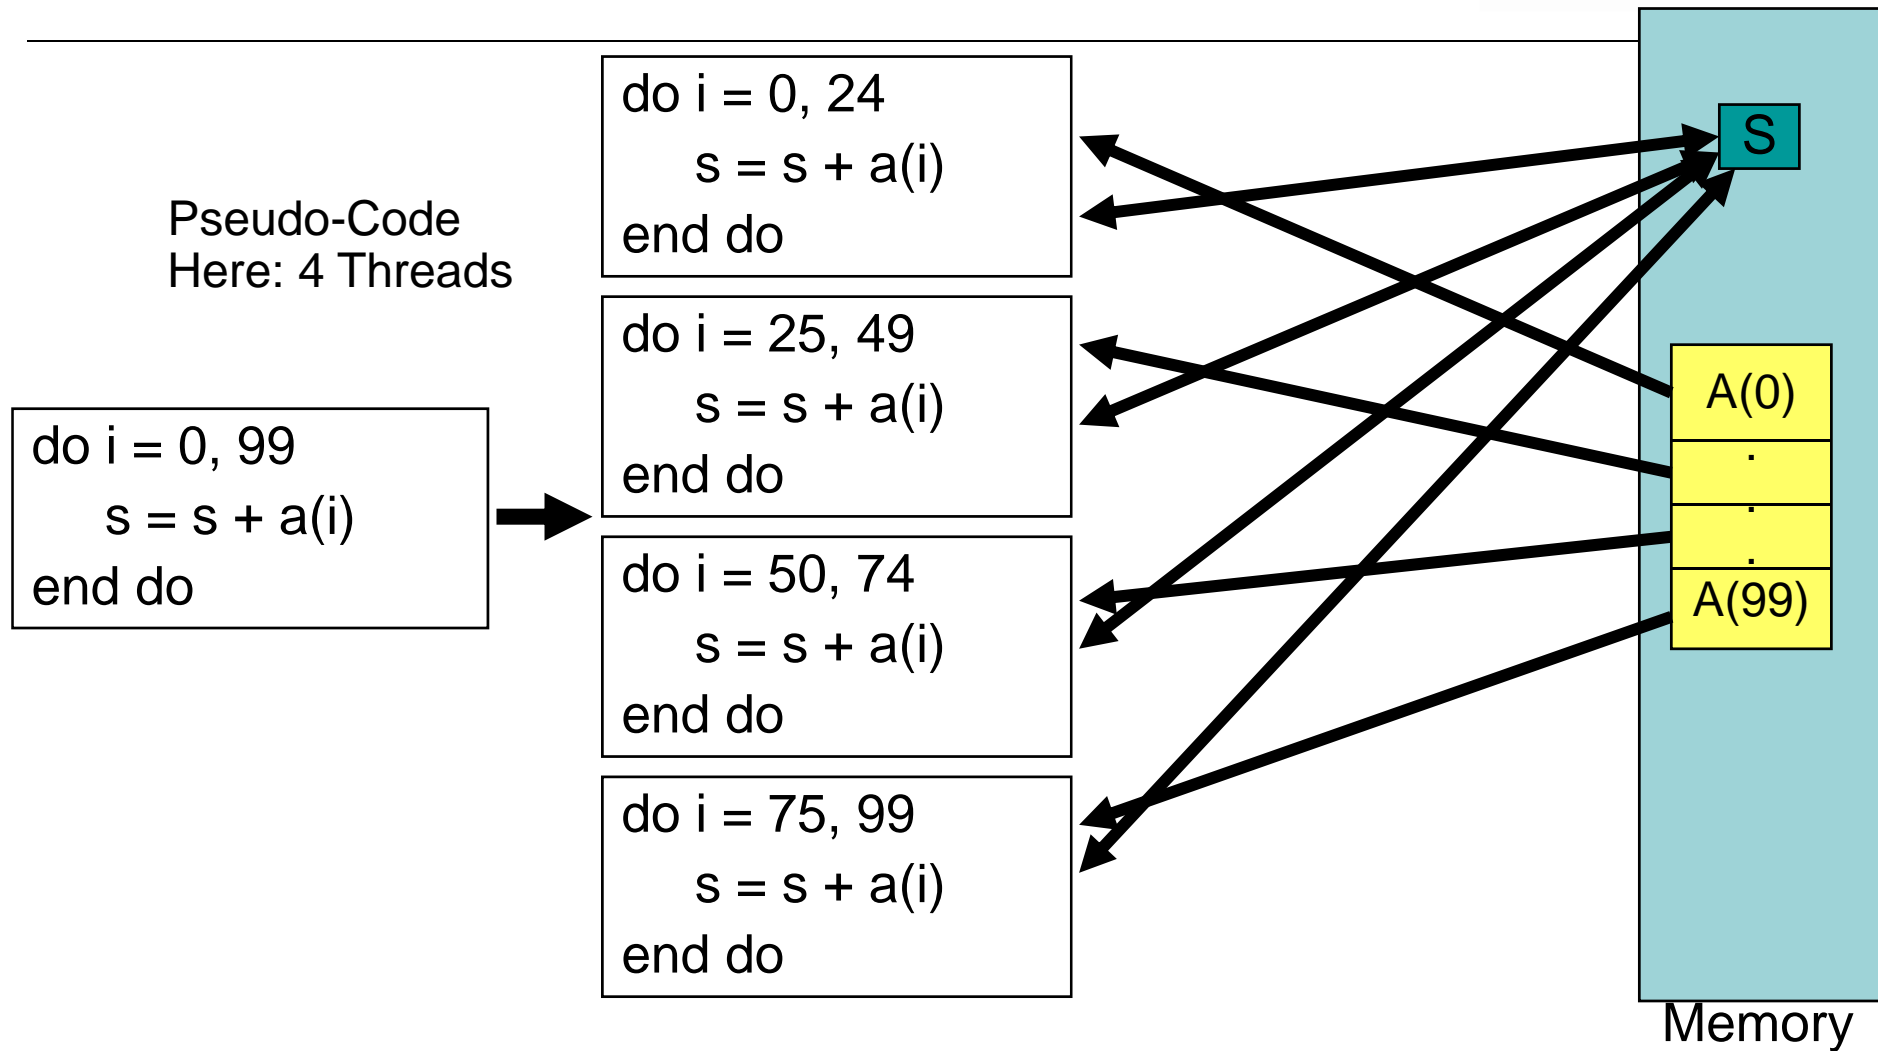 Pseudo-Code
Here: 4 Threads
do i = 0, 99
s = s + a(i)
end do
do i = 0, 24
s = s + a(i)
end do
do i = 25, 49
s = s + a(i)
end do
do i = 50, 74
s = s + a(i)
end do
do i = 75, 99
s = s + a(i)
end do
S
A(0)
.
.
.
A(99)
Memory